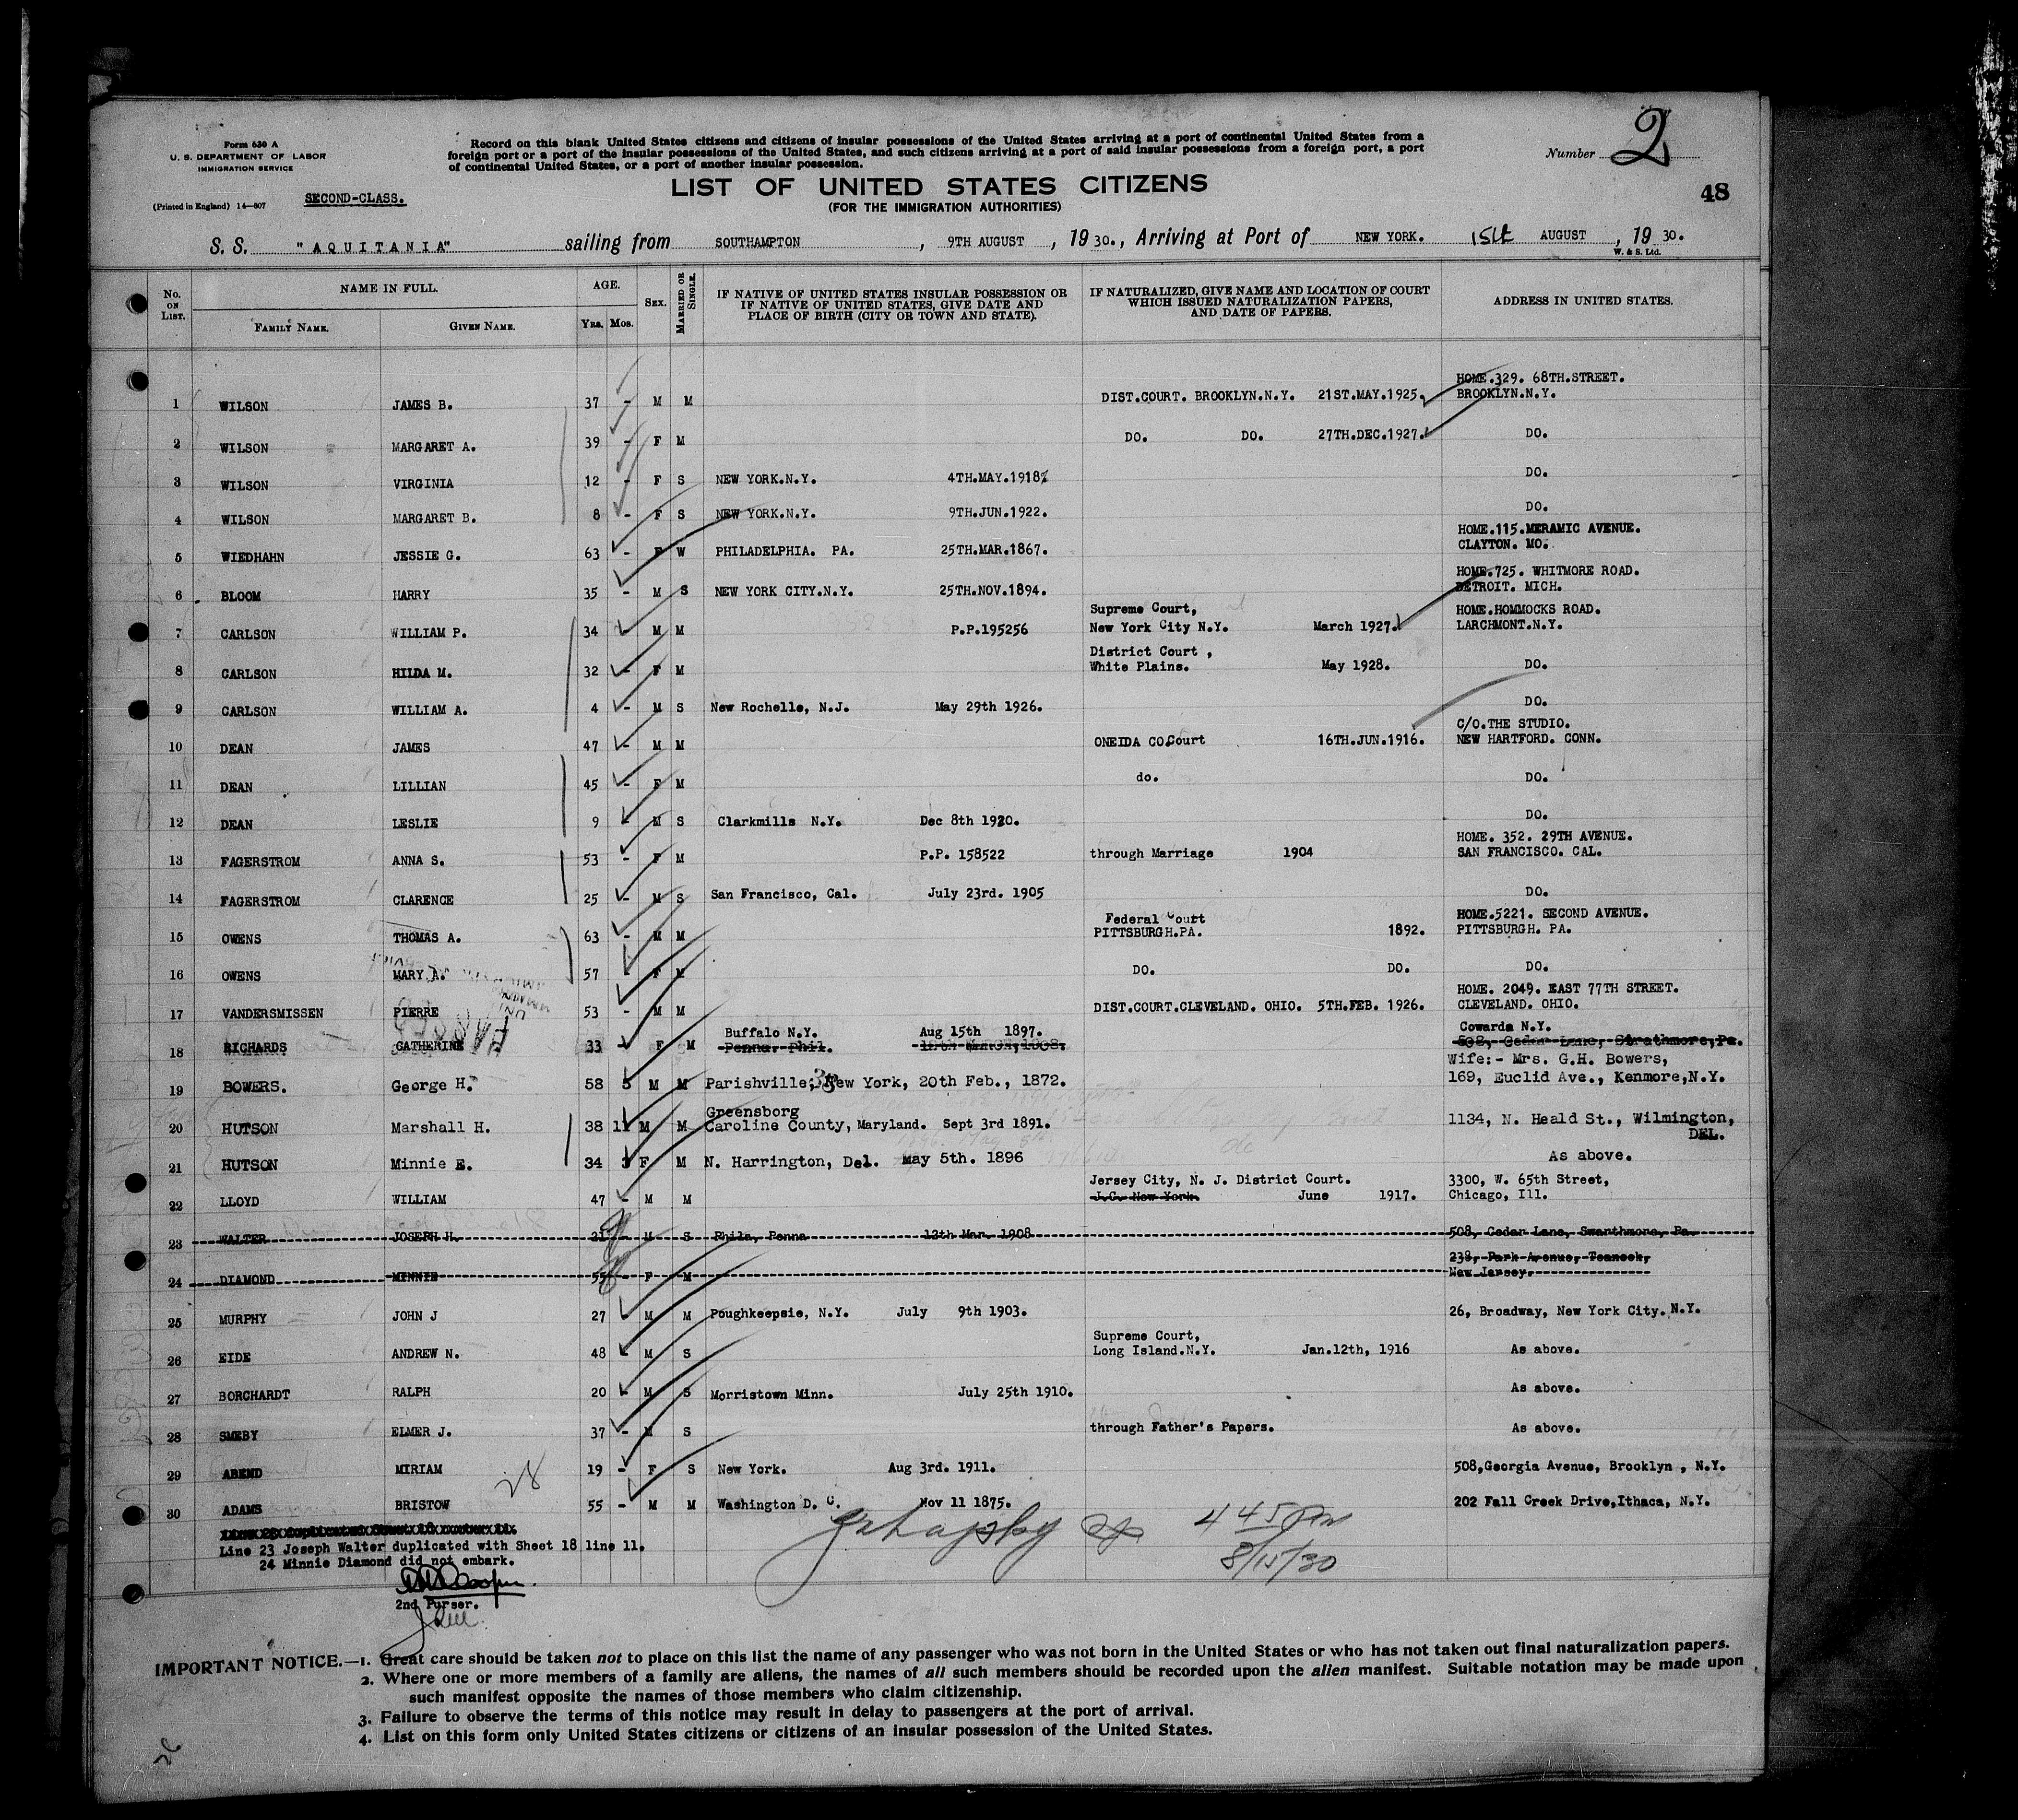 Form 630 A
U. S. DEPARTMENT OF LABOR
IMMIGRATION SERVICE
(Printed in England) 14—607
SECOND-CLASS.
Record on this blank United States citizens and citizens of insular possessions of the United States arriving at a port of continental United States from a
foreign port or a port of the insular possessions of the United States, and such citizens arriving at a port of said insular possessions from a foreign port, a port
of continental United States, or a port of another insular possession.
Number 2
LIST OF UNITED STATES CITIZENS
(FOR THE IMMIGRATION AUTHORITIES)
48
S. S. "AQUITANIA" sailing from SOUTHAMPTON, 9TH AUGUST, 1930., Arriving at Port of NEW YORK. 15th AUGUST, 1930.
W. & S. Ltd.
No. ON LIST. NAME IN FULL. FAMILY NAME. GIVEN NAME. AGE. YRS. MOS. SEX. MARRIED OR SINGLE.
IF NATIVE OF UNITED STATES INSULAR POSSESSION OR
IF NATIVE OF UNITED STATES, GIVE DATE AND
PLACE OF BIRTH (CITY OR TOWN AND STATE).
IF NATURALIZED, GIVE NAME AND LOCATION OF COURT
WHICH ISSUED NATURALIZATION PAPERS,
AND DATE OF PAPERS.
ADDRESS IN UNITED STATES.
HOME.329. 68TH.STREET.
1 WILSON JAMES B. 37 - M M DIST.COURT. BROOKLYN.N.Y. 21ST.MAY.1925. BROOKLYN.N.Y.
2 WILSON MARGARET A. 39 - F M DO. DO. 27TH.DEC.1927. DO.
3 WILSON VIRGINIA 12 - F S NEW YORK.N.Y. 4TH.MAY.1918. DO.
4 WILSON MARGARET B. 8 - F S NEW YORK.N.Y. 9TH.JUN.1922. DO.
HOME.115.MERAMIC AVENUE.
5 WIEDHAHN JESSIE G. 63 - F W PHILADELPHIA. PA. 25TH.MAR.1867. CLAYTON. MO.
HOME.725. WHITMORE ROAD.
6 BLOOM HARRY 35 - M S NEW YORK CITY.N.Y. 25TH.NOV.1894. DETROIT. MICH.
Supreme Court, HOME.HOMMOCKS ROAD.
7 CARLSON WILLIAM P. 34 - M M P.P.195256 New York City N.Y. March 1927. LARCHMONT.N.Y.
District Court,
8 CARLSON HILDA M. 32 - F M White Plains. May 1928. DO.
9 CARLSON WILLIAM A. 4 - M S New Rochelle, N.J. May 29th 1926. DO.
C/O.THE STUDIO.
10 DEAN JAMES 47 - M M ONEIDA CO.Court 16TH.JUN.1916. NEW HARTFORD. CONN.
11 DEAN LILLIAN 45 - F M do. DO.
12 DEAN LESLIE 9 - M S Clarkmills N.Y. Dec 8th 1920. DO.
HOME. 352. 29TH AVENUE.
13 FAGERSTROM ANNA S. 53 - F M P.P. 158522 through Marriage 1904 SAN FRANCISCO. CAL.
14 FAGERSTROM CLARENCE 25 - M S San Francisco, Cal. July 23rd. 1905 DO.
Federal Court HOME.5221. SECOND AVENUE.
15 OWENS THOMAS A. 63 - M M PITTSBURGH.PA. 1892. PITTSBURGH. PA.
16 OWENS MARY A. 57 - F M DO. DO. DO.
HOME. 2049. EAST 77TH STREET.
17 VANDERSMISSEN PIERRE 53 - M M DIST.COURT.CLEVELAND. OHIO. 5TH.FEB. 1926. CLEVELAND. OHIO.
Buffalo N.Y. Aug 15th 1897. Cowarda N.Y.
18 RICHARDS CATHERINE 33 F M Penna. Phil. 508, Cedar Lane, Strathmore,Pa.
Wife:- Mrs. G.H. Bowers,
19 BOWERS. George H. 58 5 M M Parishville, New York, 20th Feb., 1872. 169, Euclid Ave., Kenmore,N.Y.
33
Greensborg
20 HUTSON Marshall H. 38 11 M M Caroline County, Maryland. Sept 3rd 1891. 1134, N. Heald St., Wilmington,
DEL.
21 HUTSON Minnie E. 34 3 F M N. Harrington, Del. May 5th. 1896 As above.
Jersey City, N. J. District Court. 3300, W. 65th Street,
22 LLOYD WILLIAM 47 - M M J.C. New York. June 1917. Chicago, Ill.
23 WALTER JOSEPH H. 21 - M S Phila, Penna 12th Mar. 1908 508, Cedar Lane, Swarthmore, Pa.
238, Park Avenue, Teaneck,
24 DIAMOND MINNIE 55 - F M New Jersey.
25 MURPHY JOHN J 27 - M M Poughkeepsie, N.Y. July 9th 1903. 26, Broadway, New York City. N.Y.
Supreme Court,
26 EIDE ANDREW N. 48 - M S Long Island.N.Y. Jan.12th, 1916 As above.
27 BORCHARDT RALPH 20 - M S Morristown Minn. July 25th 1910. As above.
28 SMEBY ELMER J. 37 - M S through Father's Papers. As above.
29 ABEND MIRIAM 19 - F S New York. Aug 3rd. 1911. 508,Georgia Avenue, Brooklyn , N.Y.
28
30 ADAMS BRISTOW 55 - M M Washington D. C. Nov 11 1875. 202 Fall Creek Drive,Ithaca, N.Y.
4 45 Pm
8/15/30
Line 23 Joseph Walter duplicated with Sheet 18 line 11.
24 Minnie Diamond did not embark.
2nd Purser.
IMPORTANT NOTICE.—1. Great care should be taken not to place on this list the name of any passenger who was not born in the United States or who has not taken out final naturalization papers.
2. Where one or more members of a family are aliens, the names of all such members should be recorded upon the alien manifest. Suitable notation may be made upon
such manifest opposite the names of those members who claim citizenship.
3. Failure to observe the terms of this notice may result in delay to passengers at the port of arrival.
4. List on this form only United States citizens or citizens of an insular possession of the United States.